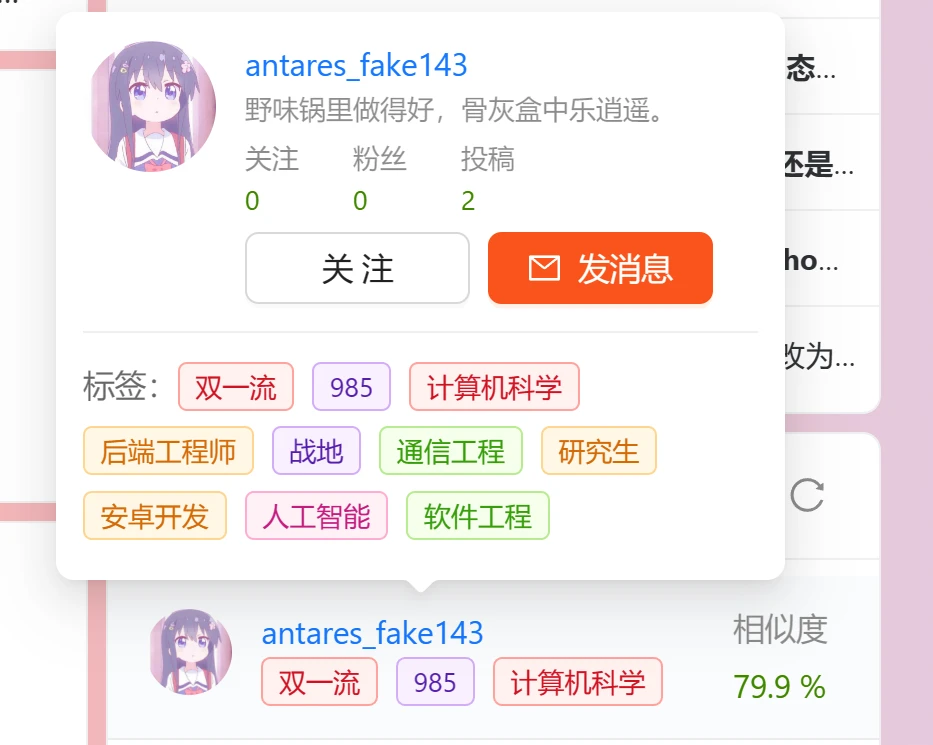 ...
态...
antares_fake143
野味锅里做得好，骨灰盒中乐逍遥。
关注 粉丝 投稿
0 0 2
还是...
关 注 发消息
ho...
标签： 双一流 985 计算机科学
改为...
后端工程师 战地 通信工程 研究生
安卓开发 人工智能 软件工程
antares_fake143
相似度
双一流 985 计算机科学
79.9 %